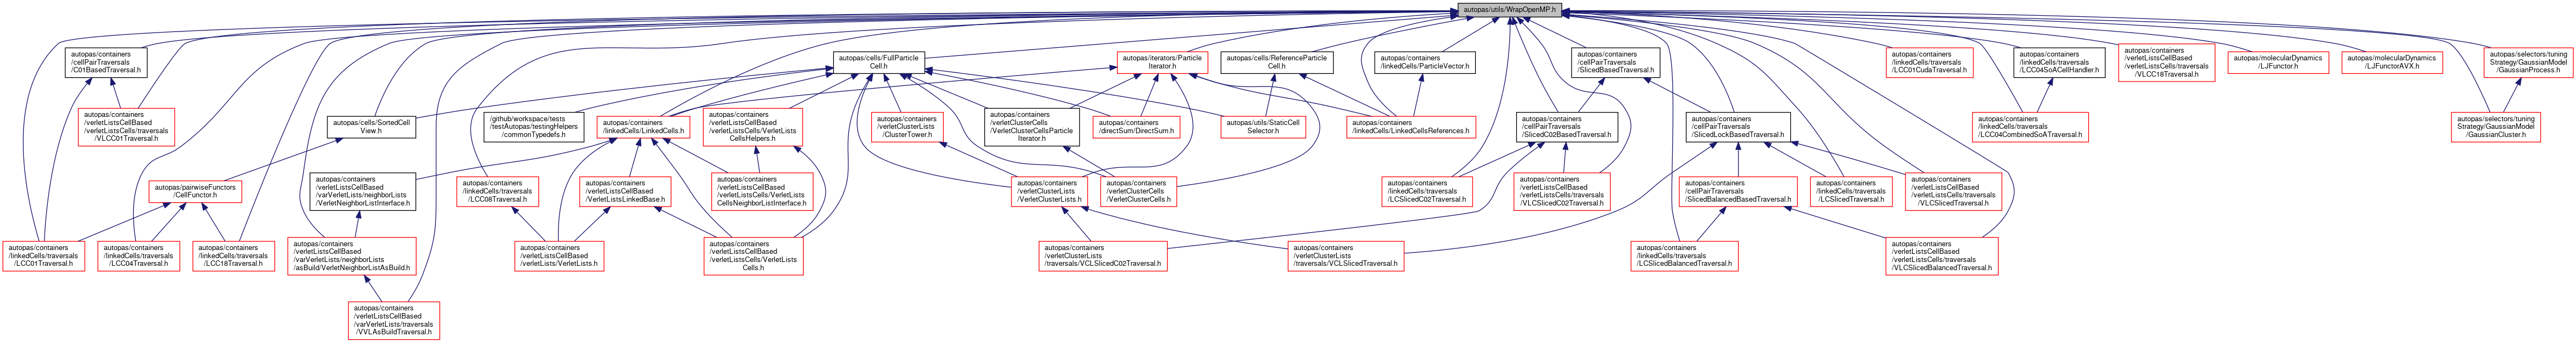 autopas/utils/WrapOpenMP.h
autopas/containers
/cellPairTraversals
/C01BasedTraversal.h
autopas/cells/FullParticle
Cell.h
autopas/iterators/Particle
Iterator.h
autopas/cells/ReferenceParticle
Cell.h
autopas/containers
/linkedCells/ParticleVector.h
autopas/containers
/cellPairTraversals
/SlicedBasedTraversal.h
autopas/containers
/linkedCells/traversals
/LCC01CudaTraversal.h
autopas/containers
/linkedCells/traversals
/LCC04SoACellHandler.h
autopas/containers
/verletListsCellBased
/verletListsCells/traversals
/VLCC18Traversal.h
autopas/molecularDynamics
/LJFunctor.h
autopas/molecularDynamics
/LJFunctorAVX.h
autopas/selectors/tuning
Strategy/GaussianModel
/GaussianProcess.h
autopas/containers
/verletListsCellBased
/verletListsCells/traversals
/VLCC01Traversal.h
autopas/cells/SortedCell
View.h
/github/workspace/tests
/testAutopas/testingHelpers
/commonTypedefs.h
autopas/containers
/linkedCells/LinkedCells.h
autopas/containers
/verletListsCellBased
/verletListsCells/VerletLists
CellsHelpers.h
autopas/containers
/verletClusterLists
/ClusterTower.h
autopas/containers
/verletClusterCells
/VerletClusterCellsParticle
Iterator.h
autopas/containers
/directSum/DirectSum.h
autopas/utils/StaticCell
Selector.h
autopas/containers
/linkedCells/LinkedCellsReferences.h
autopas/containers
/cellPairTraversals
/SlicedC02BasedTraversal.h
autopas/containers
/cellPairTraversals
/SlicedLockBasedTraversal.h
autopas/containers
/linkedCells/traversals
/LCC04CombinedSoATraversal.h
autopas/selectors/tuning
Strategy/GaussianModel
/GaussianCluster.h
autopas/pairwiseFunctors
/CellFunctor.h
autopas/containers
/verletListsCellBased
/varVerletLists/neighborLists
/VerletNeighborListInterface.h
autopas/containers
/linkedCells/traversals
/LCC08Traversal.h
autopas/containers
/verletListsCellBased
/VerletListsLinkedBase.h
autopas/containers
/verletListsCellBased
/verletListsCells/VerletLists
CellsNeighborListInterface.h
autopas/containers
/verletClusterLists
/VerletClusterLists.h
autopas/containers
/verletClusterCells
/VerletClusterCells.h
autopas/containers
/linkedCells/traversals
/LCSlicedC02Traversal.h
autopas/containers
/verletListsCellBased
/verletListsCells/traversals
/VLCSlicedC02Traversal.h
autopas/containers
/cellPairTraversals
/SlicedBalancedBasedTraversal.h
autopas/containers
/linkedCells/traversals
/LCSlicedTraversal.h
autopas/containers
/verletListsCellBased
/verletListsCells/traversals
/VLCSlicedTraversal.h
autopas/containers
/linkedCells/traversals
/LCC01Traversal.h
autopas/containers
/linkedCells/traversals
/LCC04Traversal.h
autopas/containers
/linkedCells/traversals
/LCC18Traversal.h
autopas/containers
/verletListsCellBased
/varVerletLists/neighborLists
/asBuild/VerletNeighborListAsBuild.h
autopas/containers
/verletListsCellBased
/verletLists/VerletLists.h
autopas/containers
/verletListsCellBased
/verletListsCells/VerletLists
Cells.h
autopas/containers
/verletClusterLists
/traversals/VCLSlicedC02Traversal.h
autopas/containers
/verletClusterLists
/traversals/VCLSlicedTraversal.h
autopas/containers
/linkedCells/traversals
/LCSlicedBalancedTraversal.h
autopas/containers
/verletListsCellBased
/verletListsCells/traversals
/VLCSlicedBalancedTraversal.h
autopas/containers
/verletListsCellBased
/varVerletLists/traversals
/VVLAsBuildTraversal.h